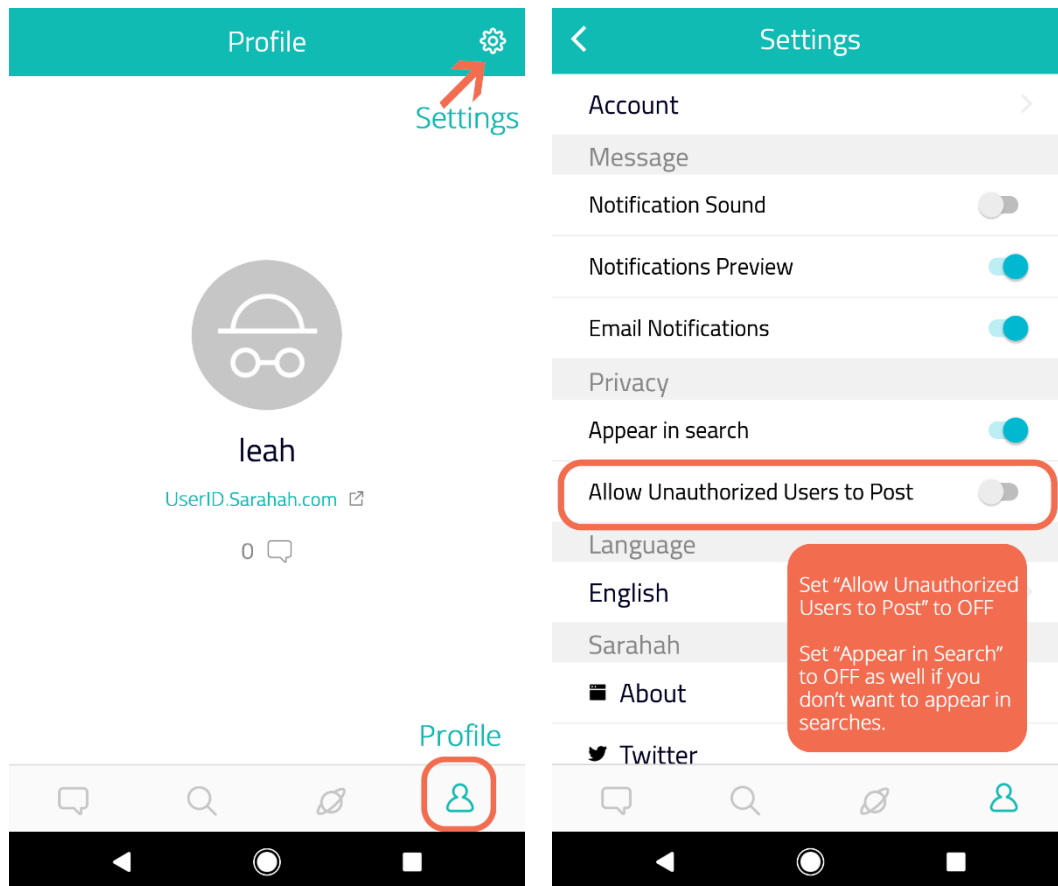 Profile
Settings
leah
UserID.Sarahah.com
0
Profile
Settings
Account
Message
Notification Sound
Notifications Preview
Email Notifications
Privacy
Appear in search
Allow Unauthorized Users to Post
Language
English
Set “Allow Unauthorized
Users to Post” to OFF
Set “Appear in Search”
to OFF as well if you
don’t want to appear in
searches.
Sarahah
About
Twitter